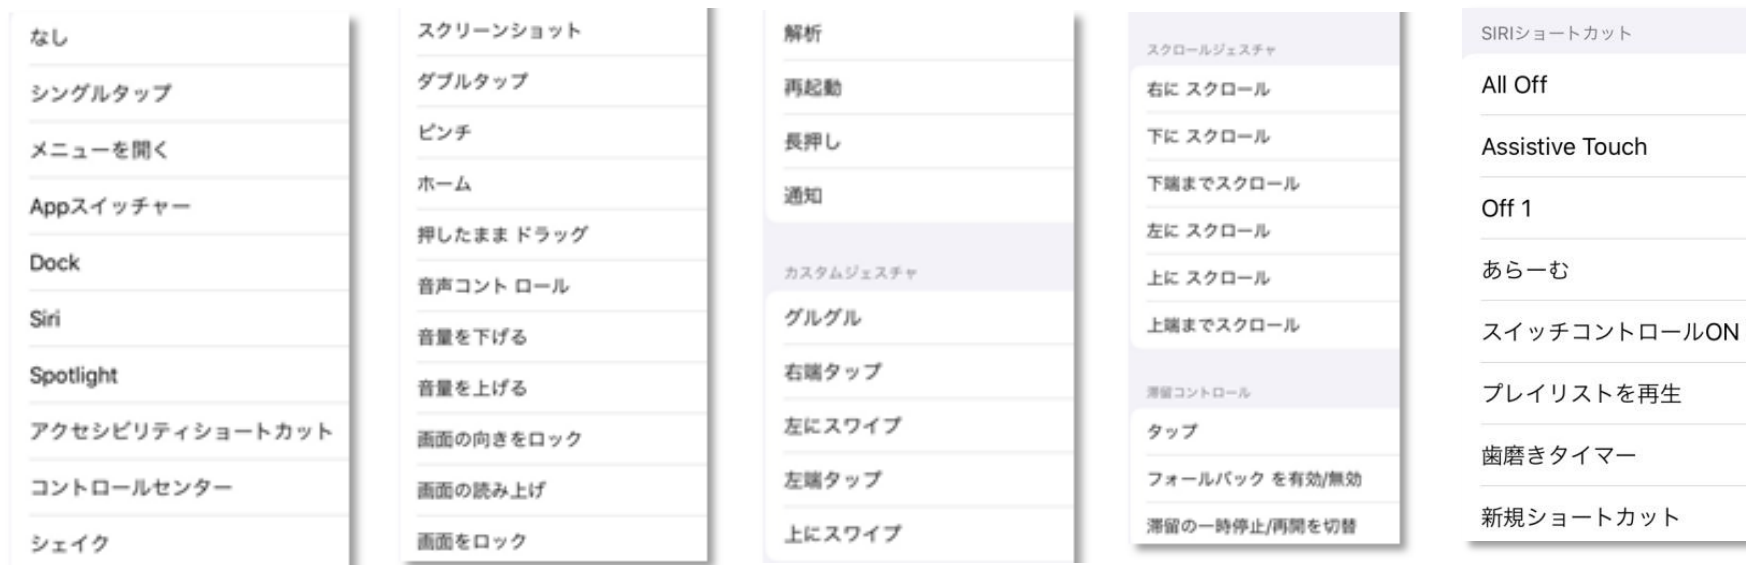 なし
シングルタップ
メニューを開く
Appスイッチャー
Dock
Siri
Spotlight
アクセシビリティショートカット
コントロールセンター
シェイク
スクリーンショット
ダブルタップ
ピンチ
ホーム
押したまま ドラッグ
音声コント ロール
音量を下げる
音量を上げる
画面の向きをロック
画面の読み上げ
画面をロック
解析
再起動
長押し
通知
カスタムジェスチャ
グルグル
右端タップ
左にスワイプ
左端タップ
上にスワイプ
スクロールジェスチャ
右に スクロール
下に スクロール
下端までスクロール
左に スクロール
上に スクロール
上端までスクロール
滞留コントロール
タップ
フォールバック を有効/無効
滞留の一時停止/再開を切替
SIRIショートカット
All Off
Assistive Touch
Off 1
あらーむ
スイッチコントロールON
プレイリストを再生
歯磨きタイマー
新規ショートカット